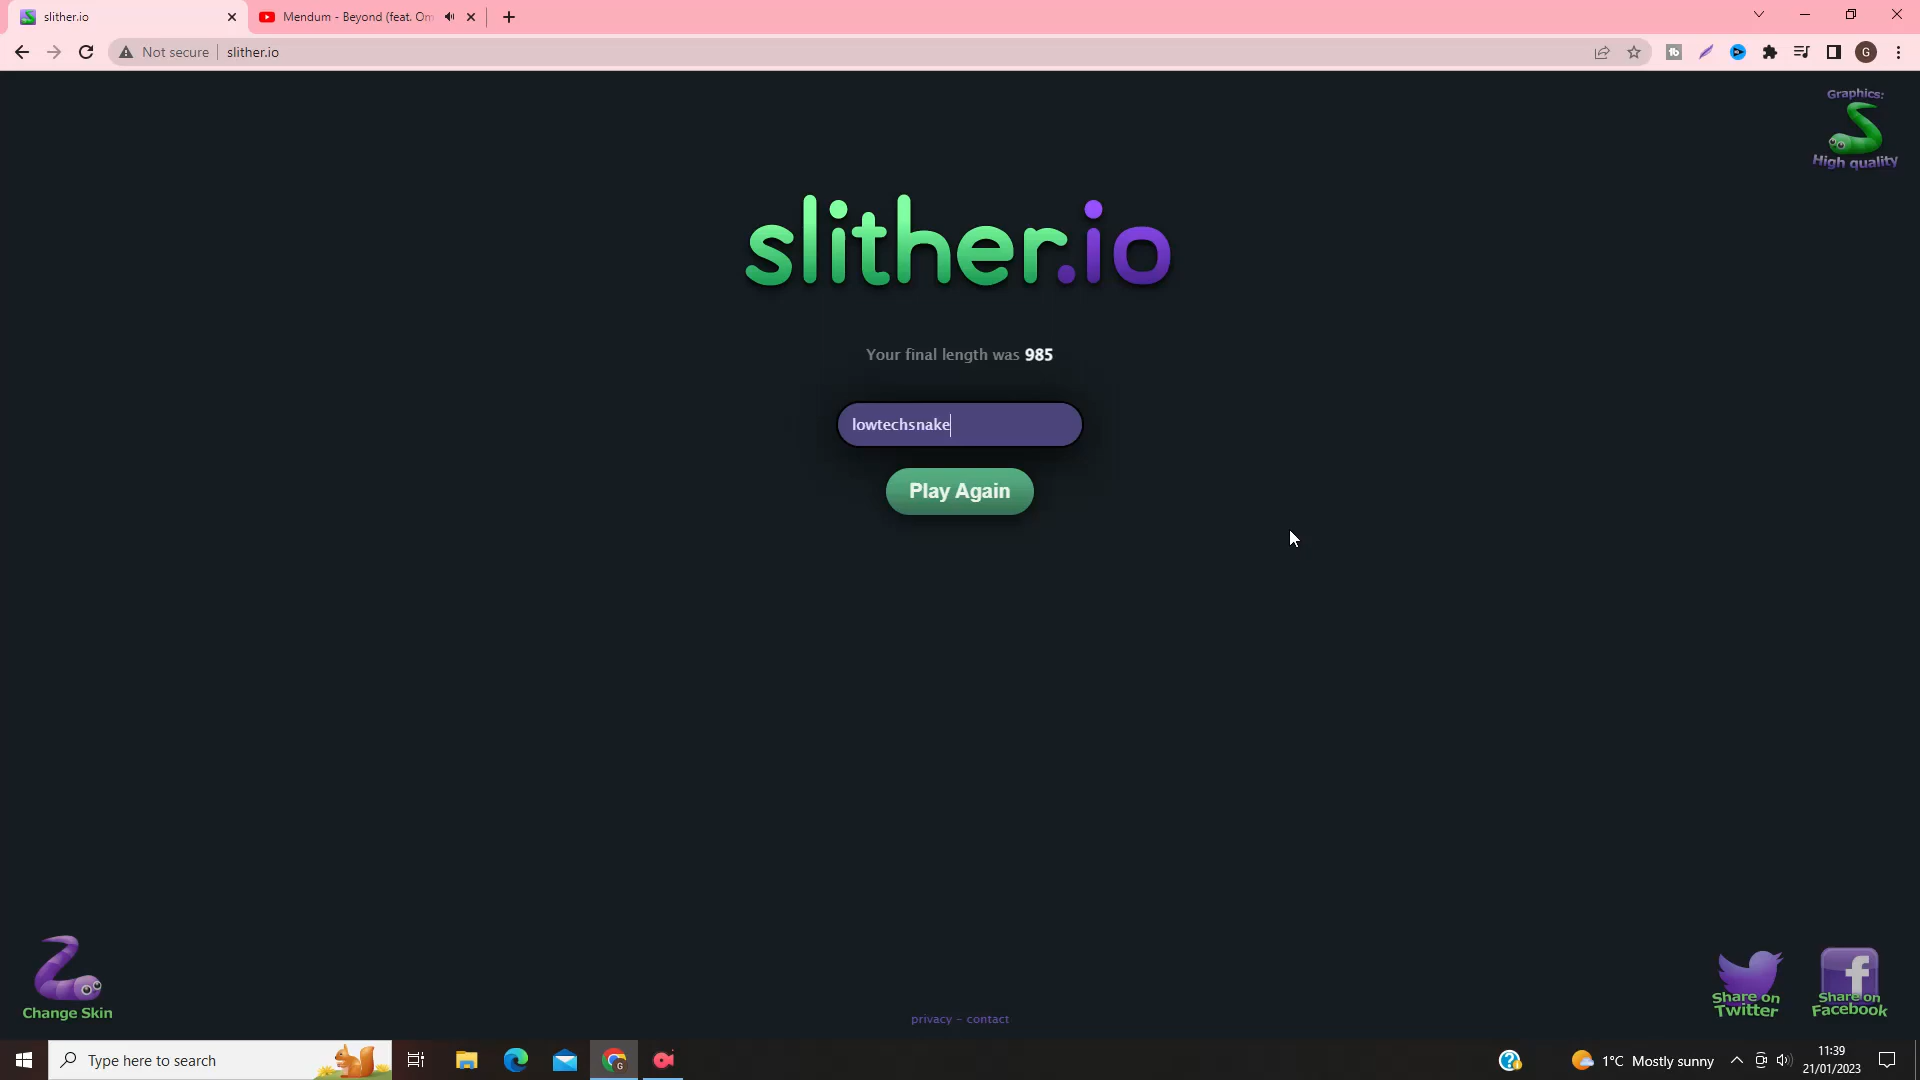 slither.io
Mendum - Beyond (feat. Om
Not secure
slither.io
G
Graphics:
High quality
slither.io
Your final length was 985
lowtechsnake
Play Again
Change Skin
privacy - contact
Share on
Twitter
Share on
Facebook
Type here to search
1°C Mostly sunny
11:39
21/01/2023